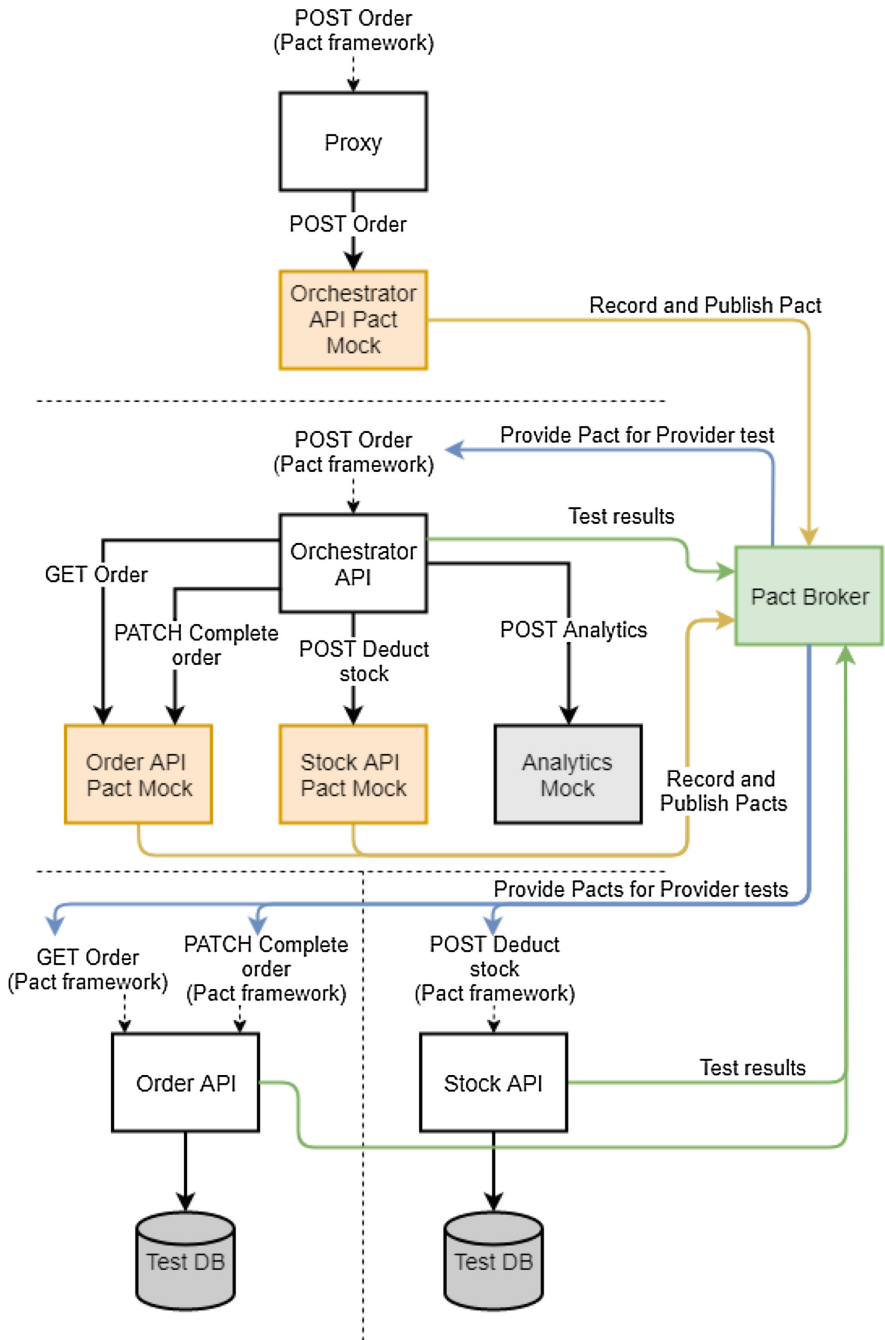 POST Order
(Pact framework)
Proxy
POST Order
Orchestrator
API Pact
Mock
Record and Publish Pact
POST Order
(Pact framework)
Provide Pact for Provider test
Orchestrator
API
Test results
Pact Broker
GET Order
PATCH Complete
order
POST Deduct
stock
POST Analytics
Order API
Pact Mock
Stock API
Pact Mock
Analytics
Mock
Record and
Publish Pacts
Provide Pacts for Provider tests
GET Order
(Pact framework)
PATCH Complete
order
(Pact framework)
POST Deduct
stock
(Pact framework)
Order API
Stock API
Test results
Test DB
Test DB